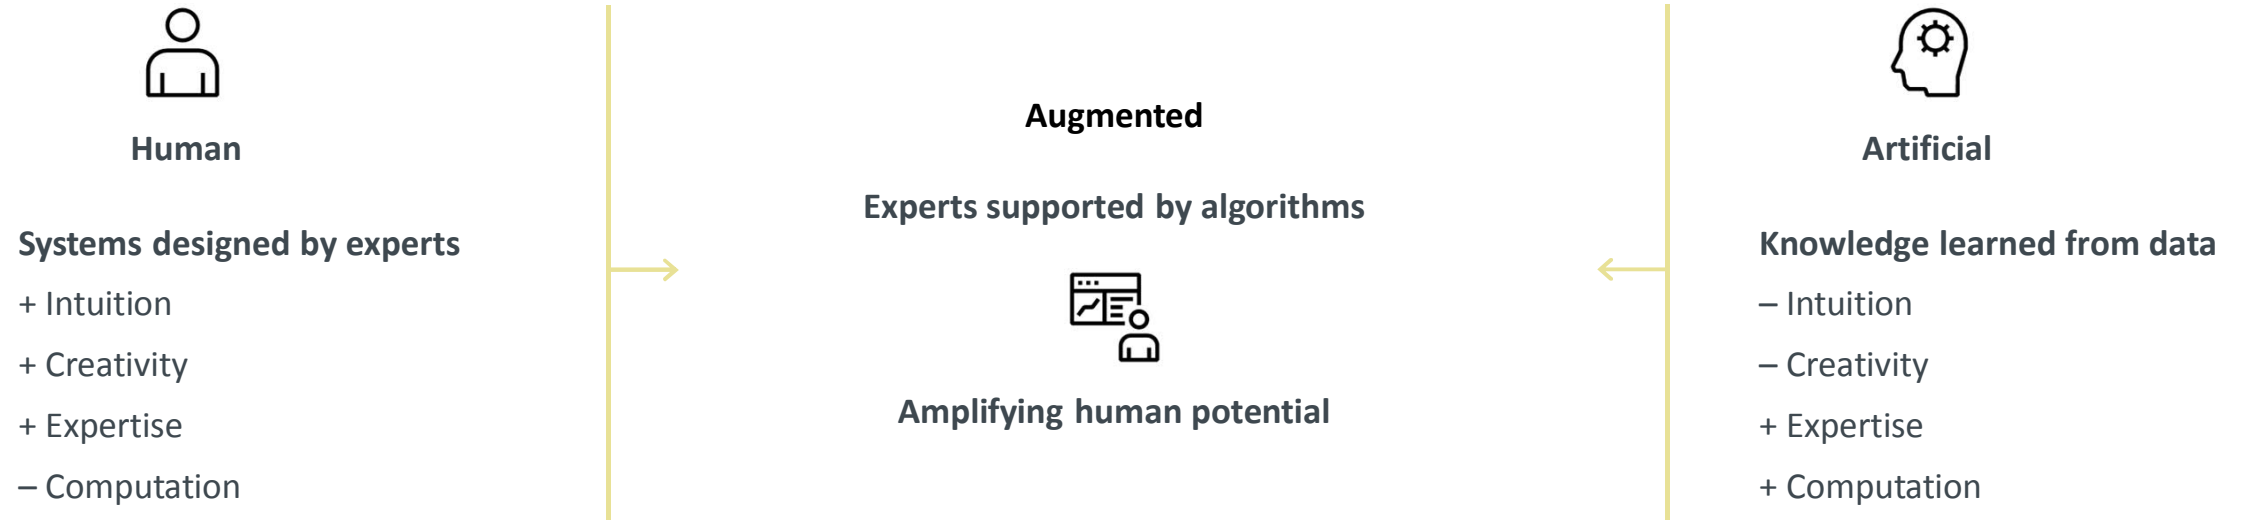 Human
Systems designed by experts
+ Intuition
+ Creativity
+ Expertise
– Computation
Augmented
Experts supported by algorithms
Amplifying human potential
Artificial
Knowledge learned from data
– Intuition
– Creativity
+ Expertise
+ Computation